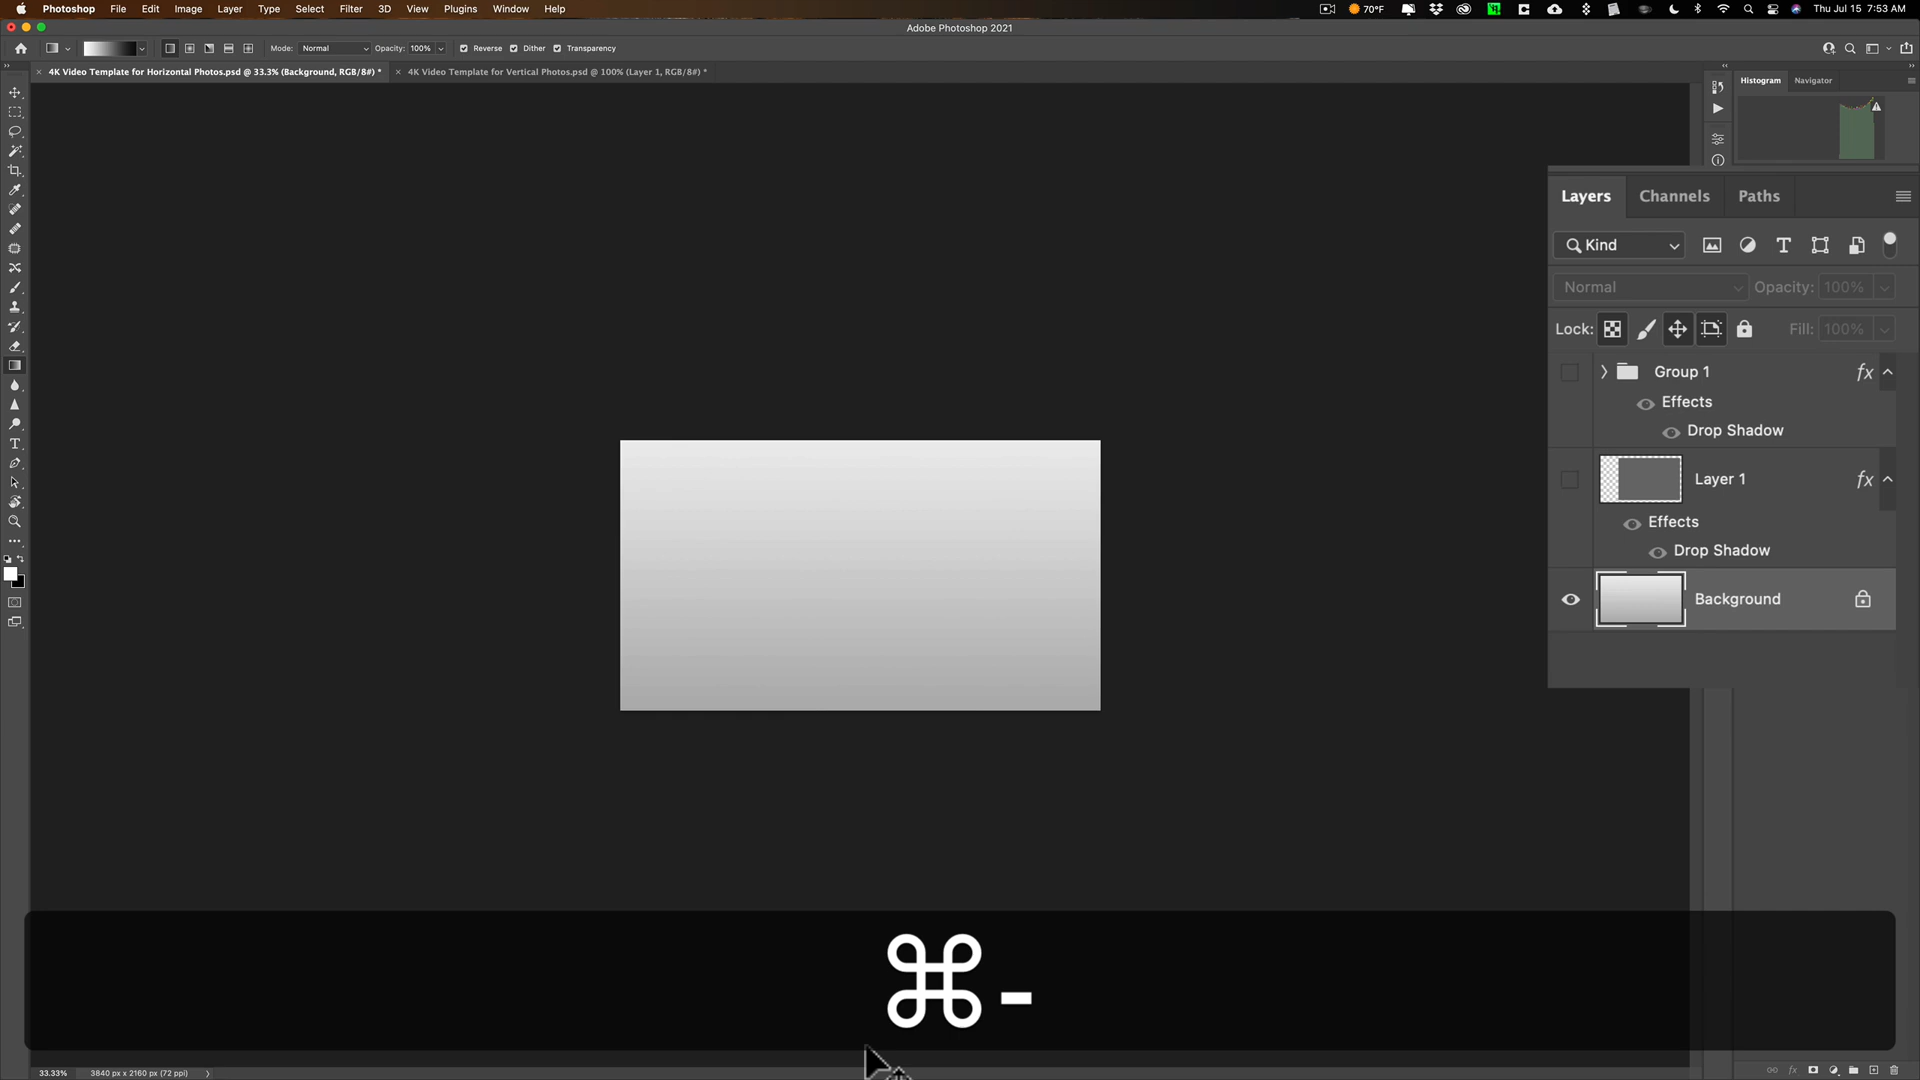 Photoshop File Edit Image Layer Type Select Filter 3D View Plugins Window Help 70°F Thu Jul 15 7:53 AM
Adobe Photoshop 2021
Mode: Normal Opacity: 100% Reverse Dither Transparency
4K Video Template for Horizontal Photos.psd @ 33.3% (Background, RGB/8#) * 4K Video Template for Vertical Photos.psd @ 100% (Layer 1, RGB/8#) *
Histogram Navigator
Layers Channels Paths
Kind
Normal Opacity: 100%
Lock: Fill: 100%
Group 1 fx
Effects
Drop Shadow
Layer 1 fx
Effects
Drop Shadow
Background
⌘ -
33.33% 3840 px x 2160 px (72 ppi)
fx